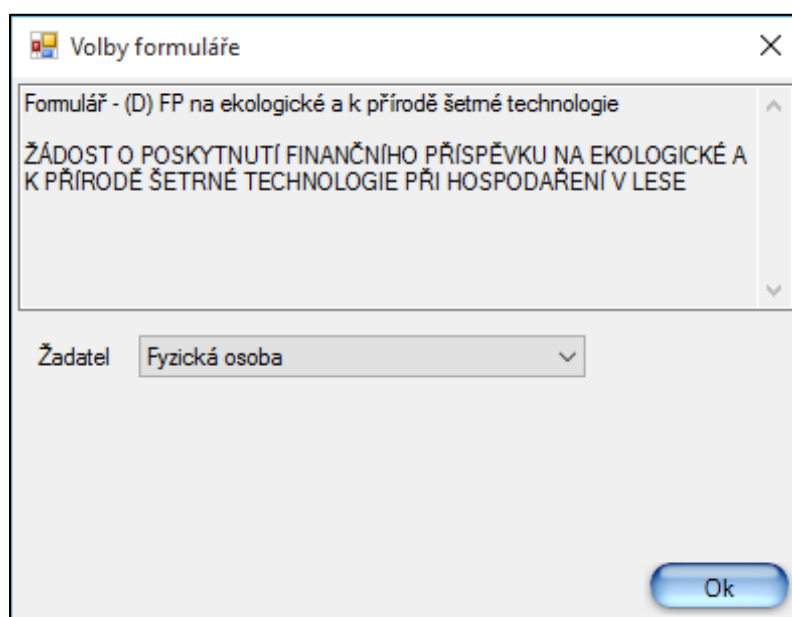 Volby formuláře
Formulář - (D) FP na ekologické a k přírodě šetrné technologie
ŽÁDOST O POSKYTNUTÍ FINANČNÍHO PŘÍSPĚVKU NA EKOLOGICKÉ A
K PŘÍRODĚ ŠETRNÉ TECHNOLOGIE PŘI HOSPODAŘENÍ V LESE
Žadatel Fyzická osoba
Ok